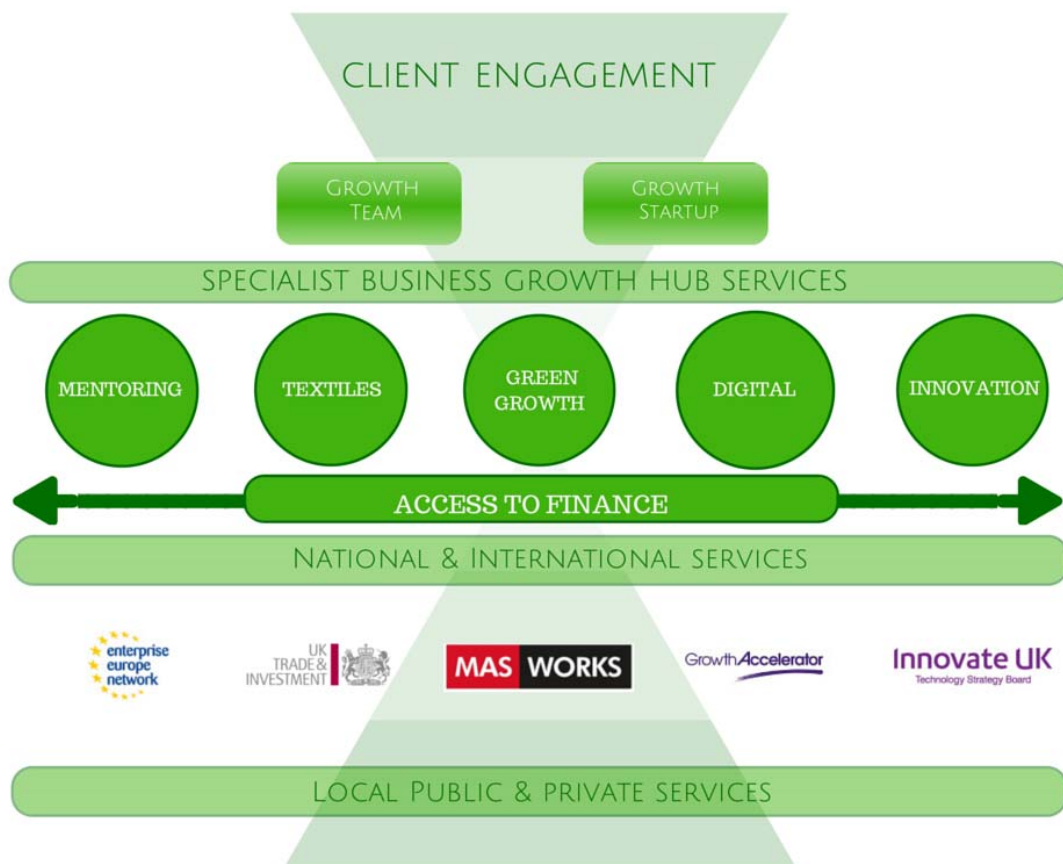 CLIENT ENGAGEMENT
GROWTH
TEAM
GROWTH
STARTUP
SPECIALIST BUSINESS GROWTH HUB SERVICES
MENTORING
TEXTILES
GREEN
GROWTH
DIGITAL
INNOVATION
ACCESS TO FINANCE
NATIONAL & INTERNATIONAL SERVICES
enterprise
europe
network
UK
TRADE &
INVESTMENT
MAS WORKS
GrowthAccelerator
Innovate UK
Technology Strategy Board
LOCAL PUBLIC & PRIVATE SERVICES